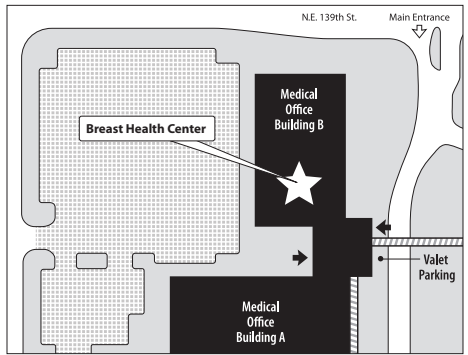 N.E. 139th St.
Main Entrance
Medical
Office
Building B
Breast Health Center
Valet
Parking
Medical
Office
Building A